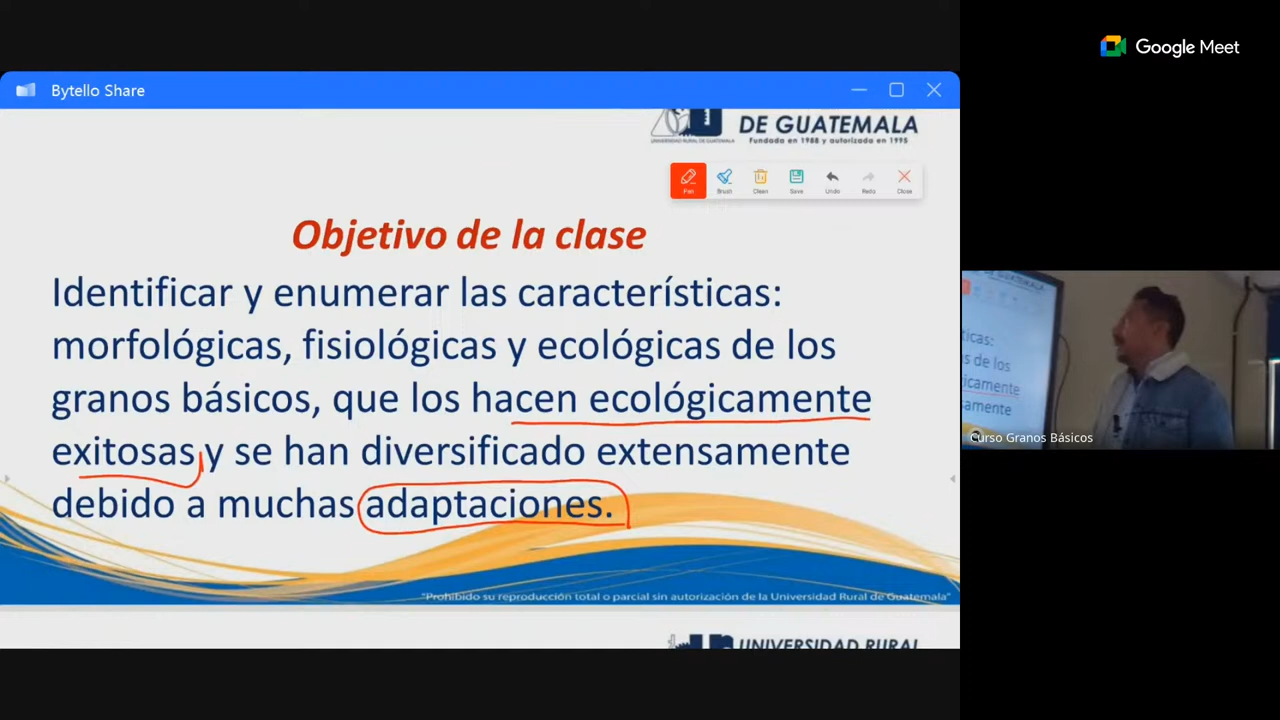 Google Meet
Bytello Share
DE GUATEMALA
UNIVERSIDAD RURAL DE GUATEMALA
Fundada en 1988 y autorizada en 1995
Pen Brush Clean Save Undo Redo Close
Objetivo de la clase
Identificar y enumerar las características:
morfológicas, fisiológicas y ecológicas de los
granos básicos, que los hacen ecológicamente
exitosas y se han diversificado extensamente
debido a muchas adaptaciones.
"Prohibido su reproducción total o parcial sin autorización de la Universidad Rural de Guatemala"
UNIVERSIDAD RURAL
ticas:
as de los
icamente
samente
Curso Granos Básicos